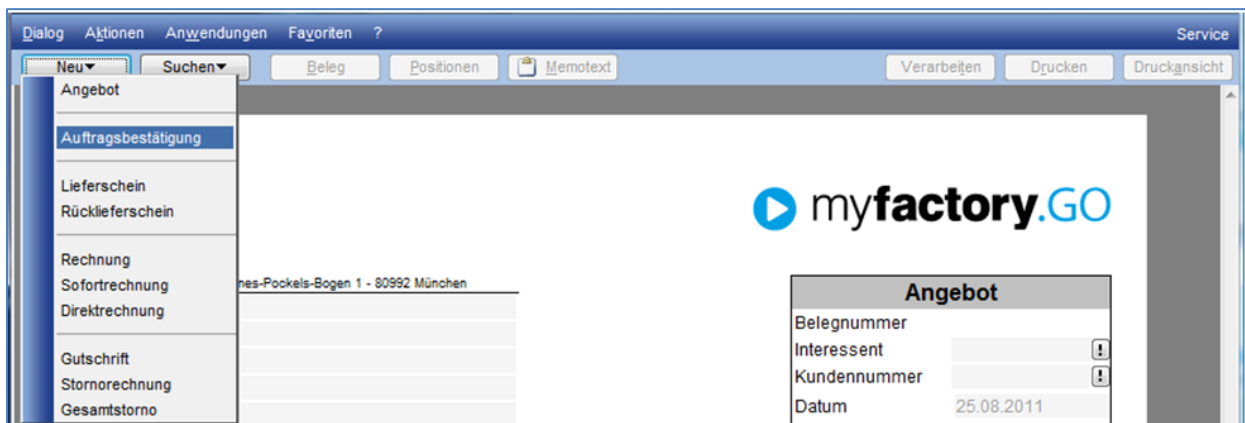 Dialog Aktionen Anwendungen Favoriten ? Service
Neu▾ Suchen▾ Beleg Positionen Memotext Verarbeiten Drucken Druckansicht
Angebot
Auftragsbestätigung
Lieferschein
Rücklieferschein
Rechnung
Sofortrechnung
Direktrechnung
Gutschrift
Stornorechnung
Gesamtstorno
myfactory.GO
nes-Pockels-Bogen 1 - 80992 München
Angebot
Belegnummer
Interessent !
Kundennummer !
Datum 25.08.2011